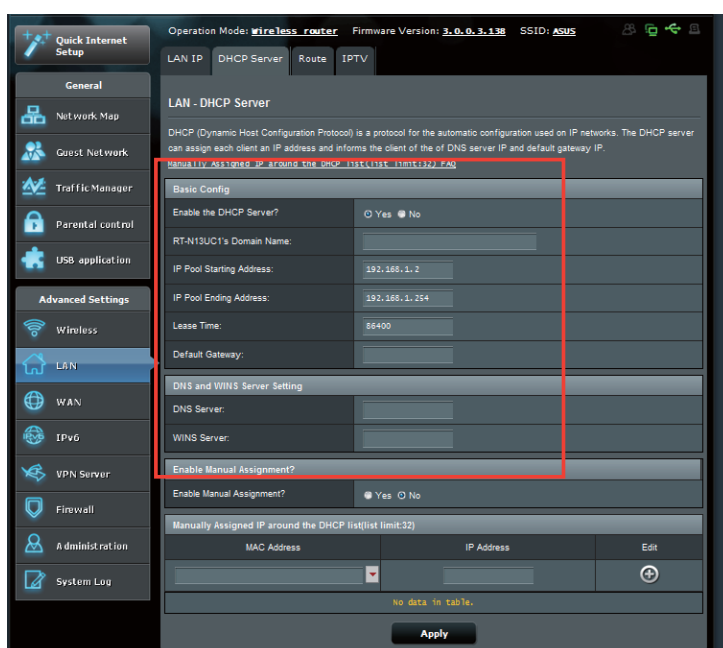 Operation Mode: Wireless router Firmware Version: 3.0.0.3.138 SSID: ASUS
Quick Internet
Setup
LAN IP DHCP Server Route IPTV
General
Network Map
Guest Network
Traffic Manager
Parental control
USB application
Advanced Settings
Wireless
LAN
WAN
IPv6
VPN Server
Firewall
Administration
System Log
LAN - DHCP Server
DHCP (Dynamic Host Configuration Protocol) is a protocol for the automatic configuration used on IP networks. The DHCP server
can assign each client an IP address and informs the client of the of DNS server IP and default gateway IP.
Manually Assigned IP around the DHCP list(list limit:32) FAQ
Basic Config
Enable the DHCP Server? Yes No
RT-N13UC1's Domain Name:
IP Pool Starting Address: 192.168.1.2
IP Pool Ending Address: 192.168.1.254
Lease Time: 86400
Default Gateway:
DNS and WINS Server Setting
DNS Server:
WINS Server:
Enable Manual Assignment?
Enable Manual Assignment? Yes No
Manually Assigned IP around the DHCP list(list limit:32)
MAC Address IP Address Edit
No data in table.
Apply